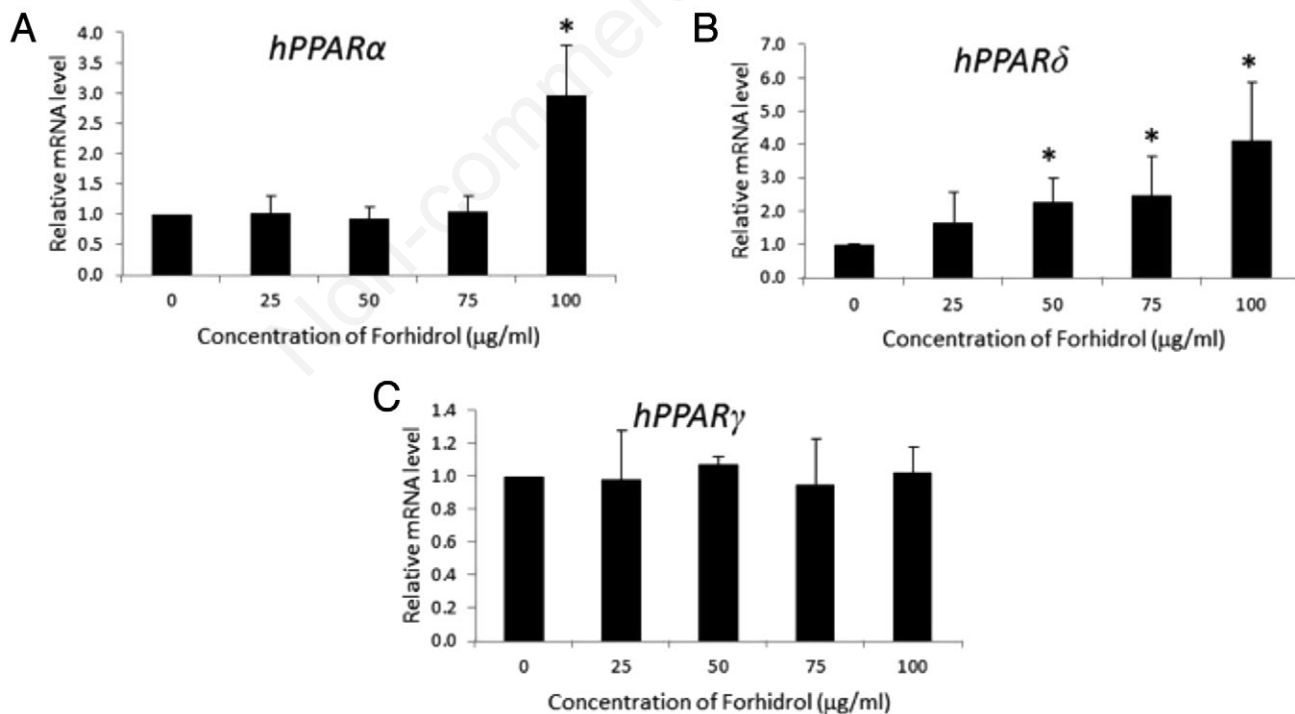 A
hPPARα
Relative mRNA level
4.0
3.5
3.0
2.5
2.0
1.5
1.0
0.5
0.0
*
0 25 50 75 100
Concentration of Forhidrol (μg/ml)
B
hPPARδ
Relative mRNA level
7.0
6.0
5.0
4.0
3.0
2.0
1.0
0.0
* * *
0 25 50 75 100
Concentration of Forhidrol (μg/ml)
C
hPPARγ
Relative mRNA level
1.4
1.2
1.0
0.8
0.6
0.4
0.2
0.0
0 25 50 75 100
Concentration of Forhidrol (μg/ml)